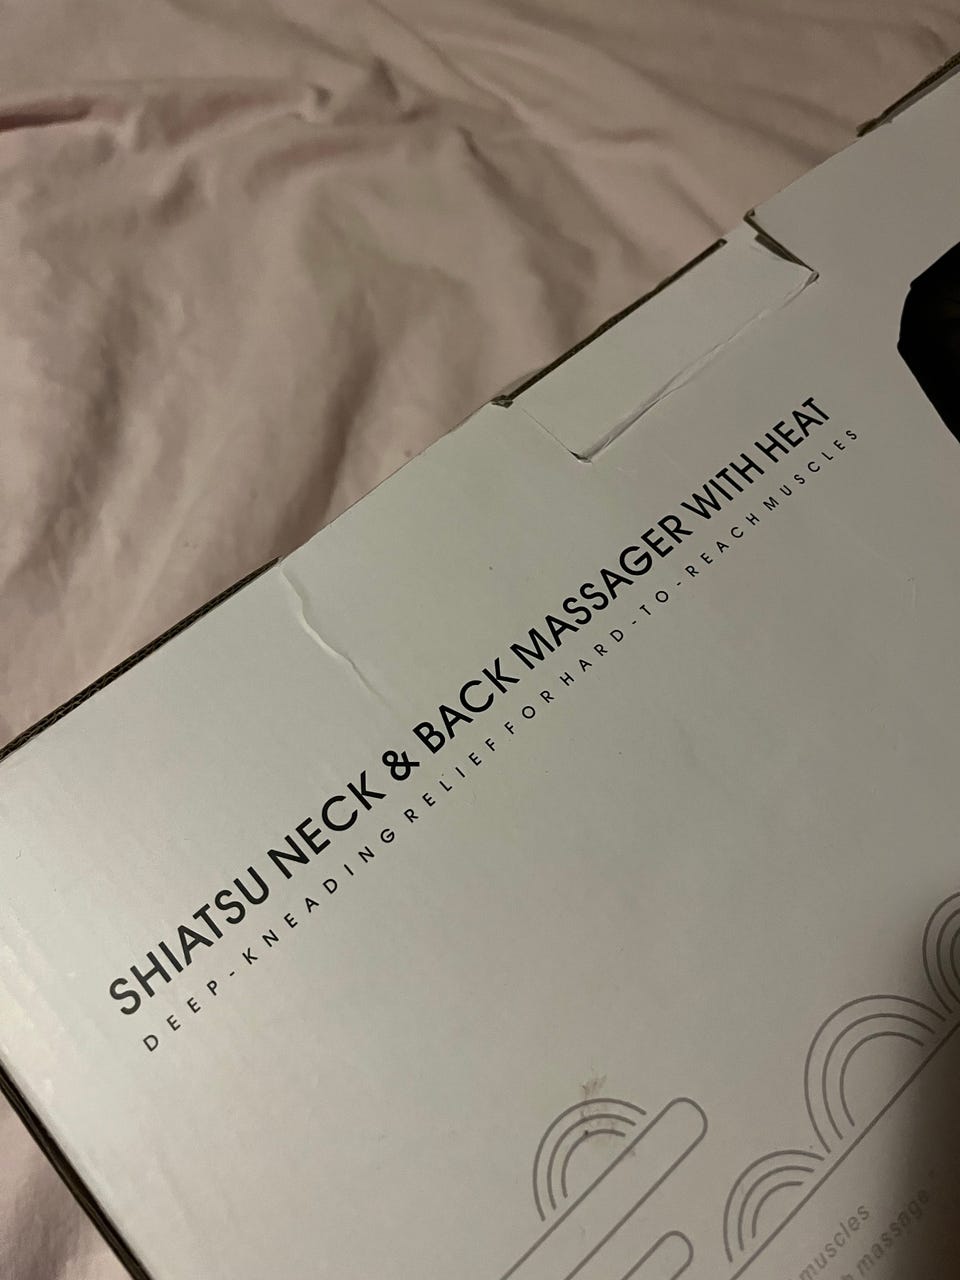 SHIATSU NECK & BACK MASSAGER WITH HEAT
DEEP-KNEADING RELIEF FOR HARD-TO-REACH MUSCLES
muscles
massage